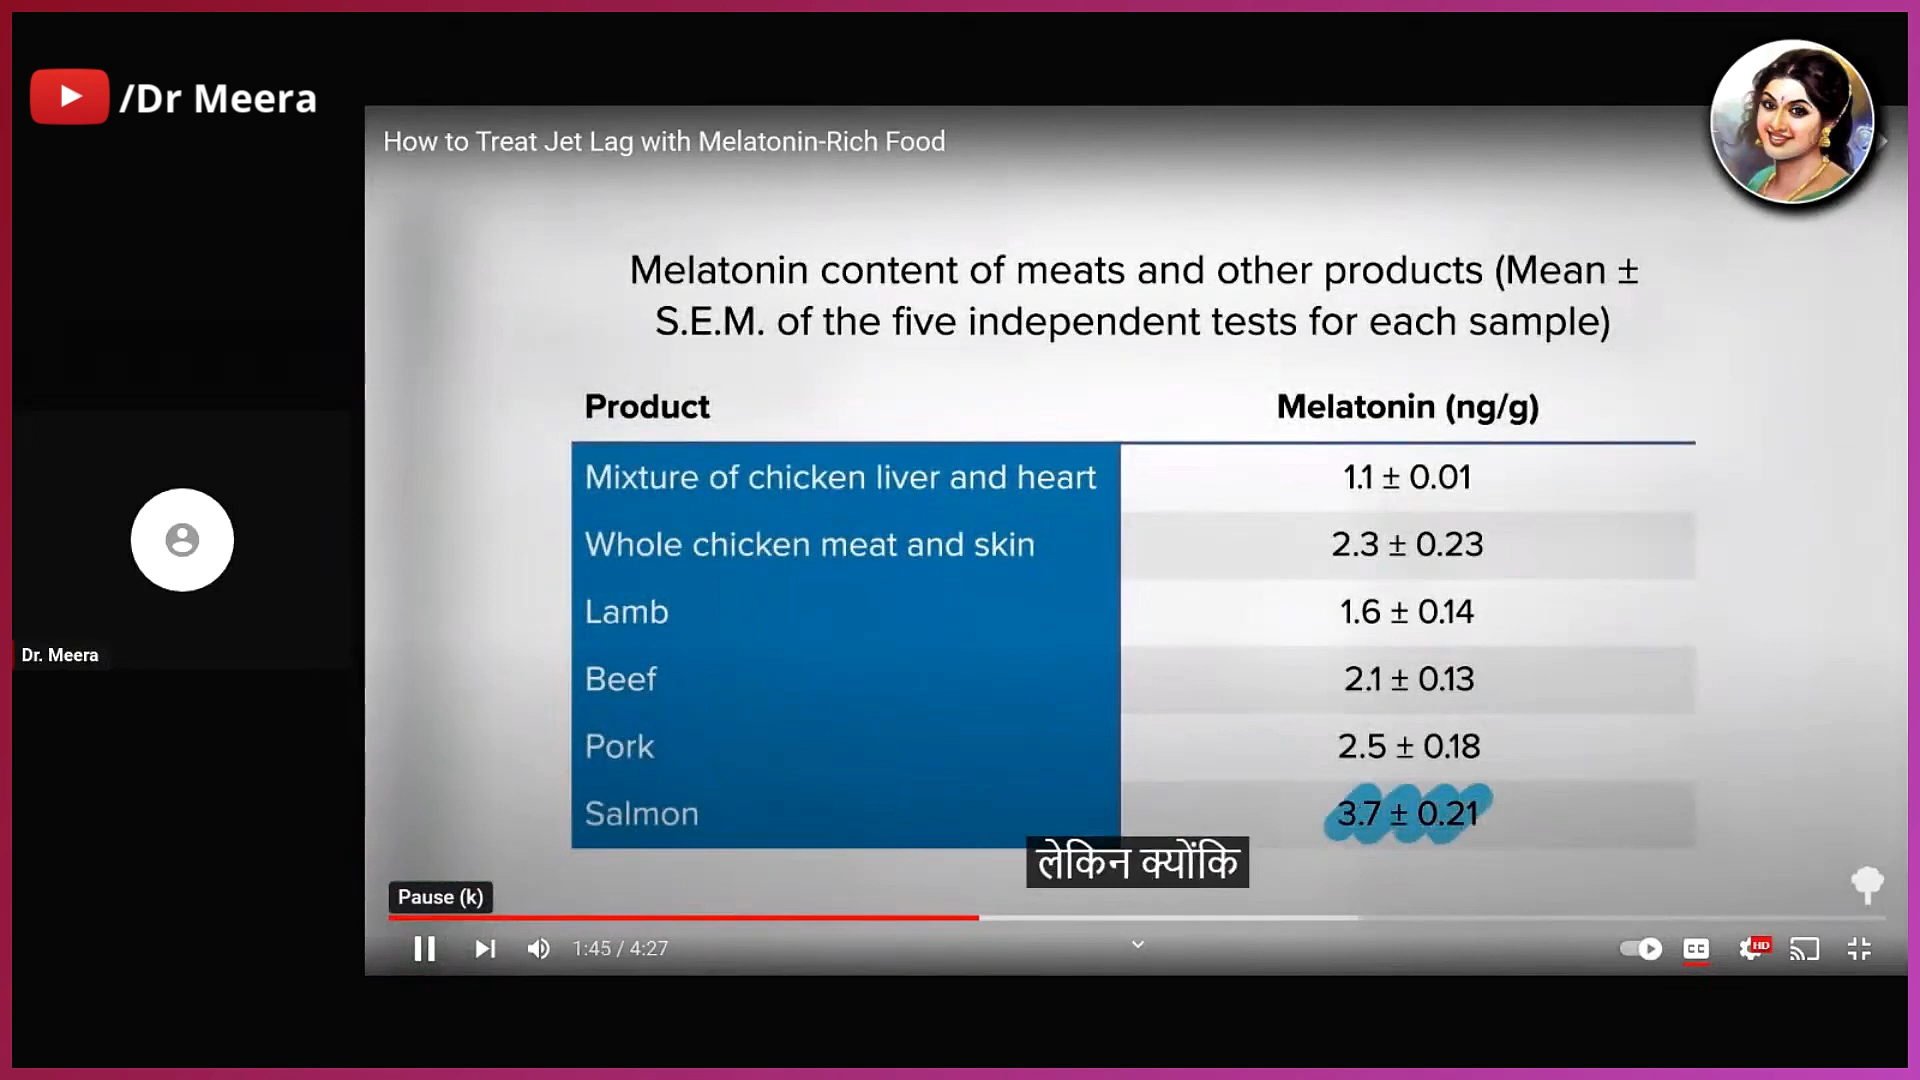 /Dr Meera
How to Treat Jet Lag with Melatonin-Rich Food
Melatonin content of meats and other products (Mean ±
S.E.M. of the five independent tests for each sample)
Product Melatonin (ng/g)
Mixture of chicken liver and heart 1.1 ± 0.01
Whole chicken meat and skin 2.3 ± 0.23
Lamb 1.6 ± 0.14
Beef 2.1 ± 0.13
Pork 2.5 ± 0.18
Salmon 3.7 ± 0.21
लेकिन क्योंकि
Dr. Meera
Pause (k)
1:45 / 4:27
CC
HD